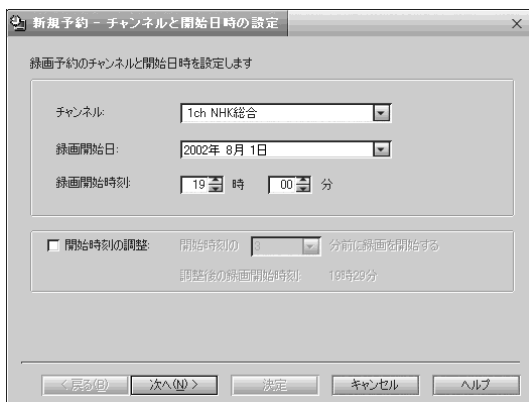 新規予約 - チャンネルと開始日時の設定
録画予約のチャンネルと開始日時を設定します
チャンネル: 1ch NHK総合
録画開始日: 2002年 8月 1日
録画開始時刻: 19 時 00 分
開始時刻の調整: 開始時刻の 3 分前に録画を開始する
調整後の録画開始時刻: 19時29分
< 戻る(B) 次へ(N) > 決定 キャンセル ヘルプ